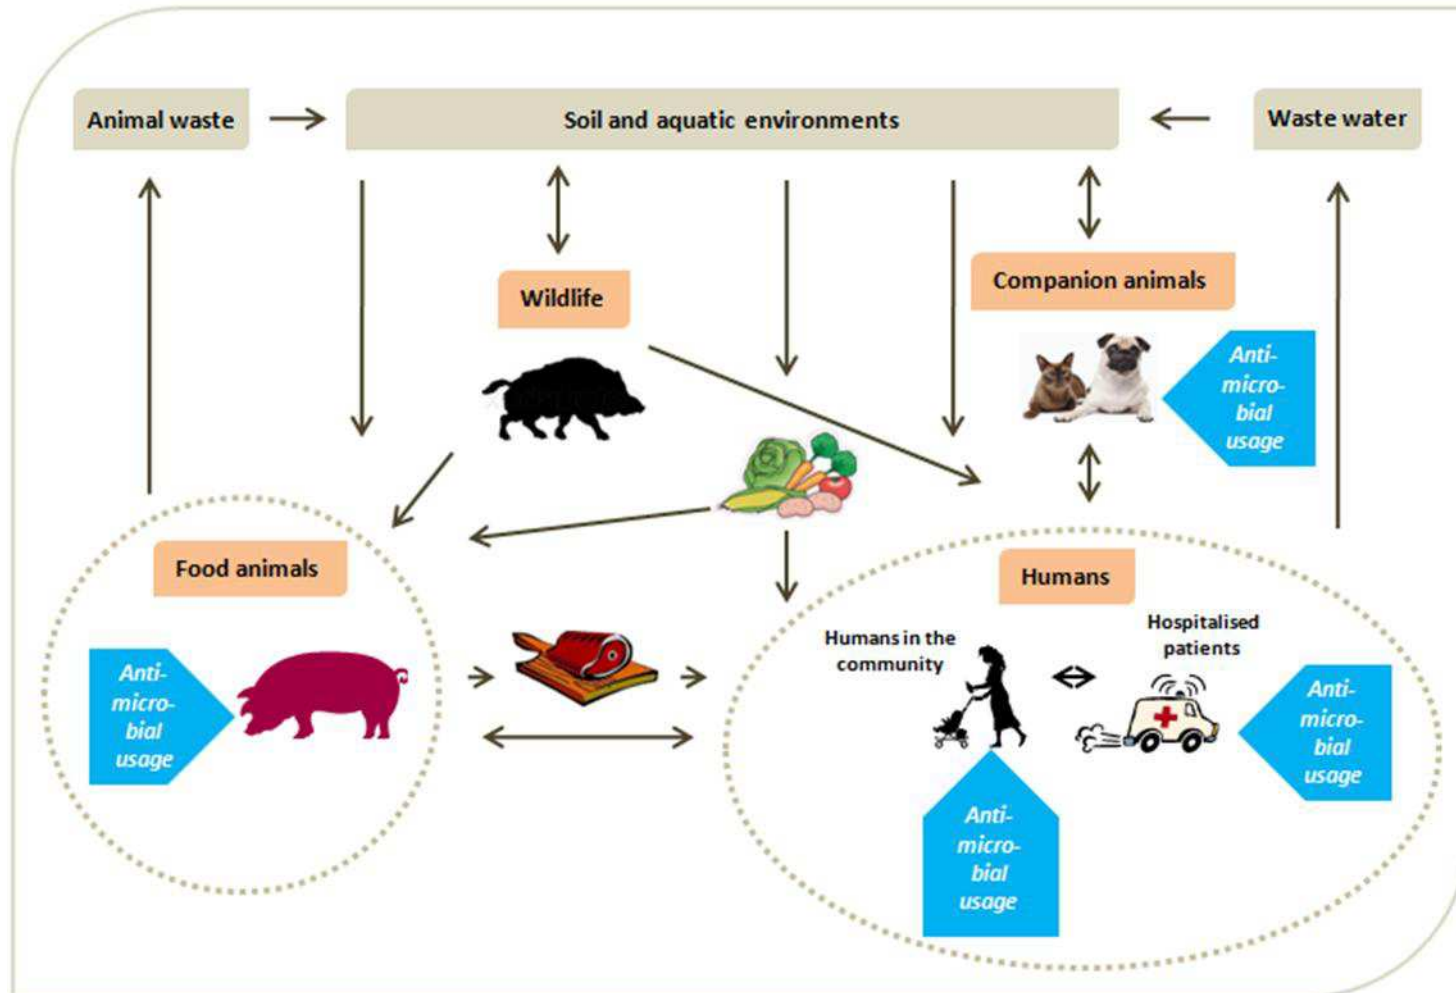 Animal waste
Soil and aquatic environments
Waste water
Wildlife
Companion animals
Anti-
micro-
bial
usage
Food animals
Humans
Humans in the
community
Hospitalised
patients
Anti-
micro-
bial
usage
Anti-
micro-
bial
usage
Anti-
micro-
bial
usage